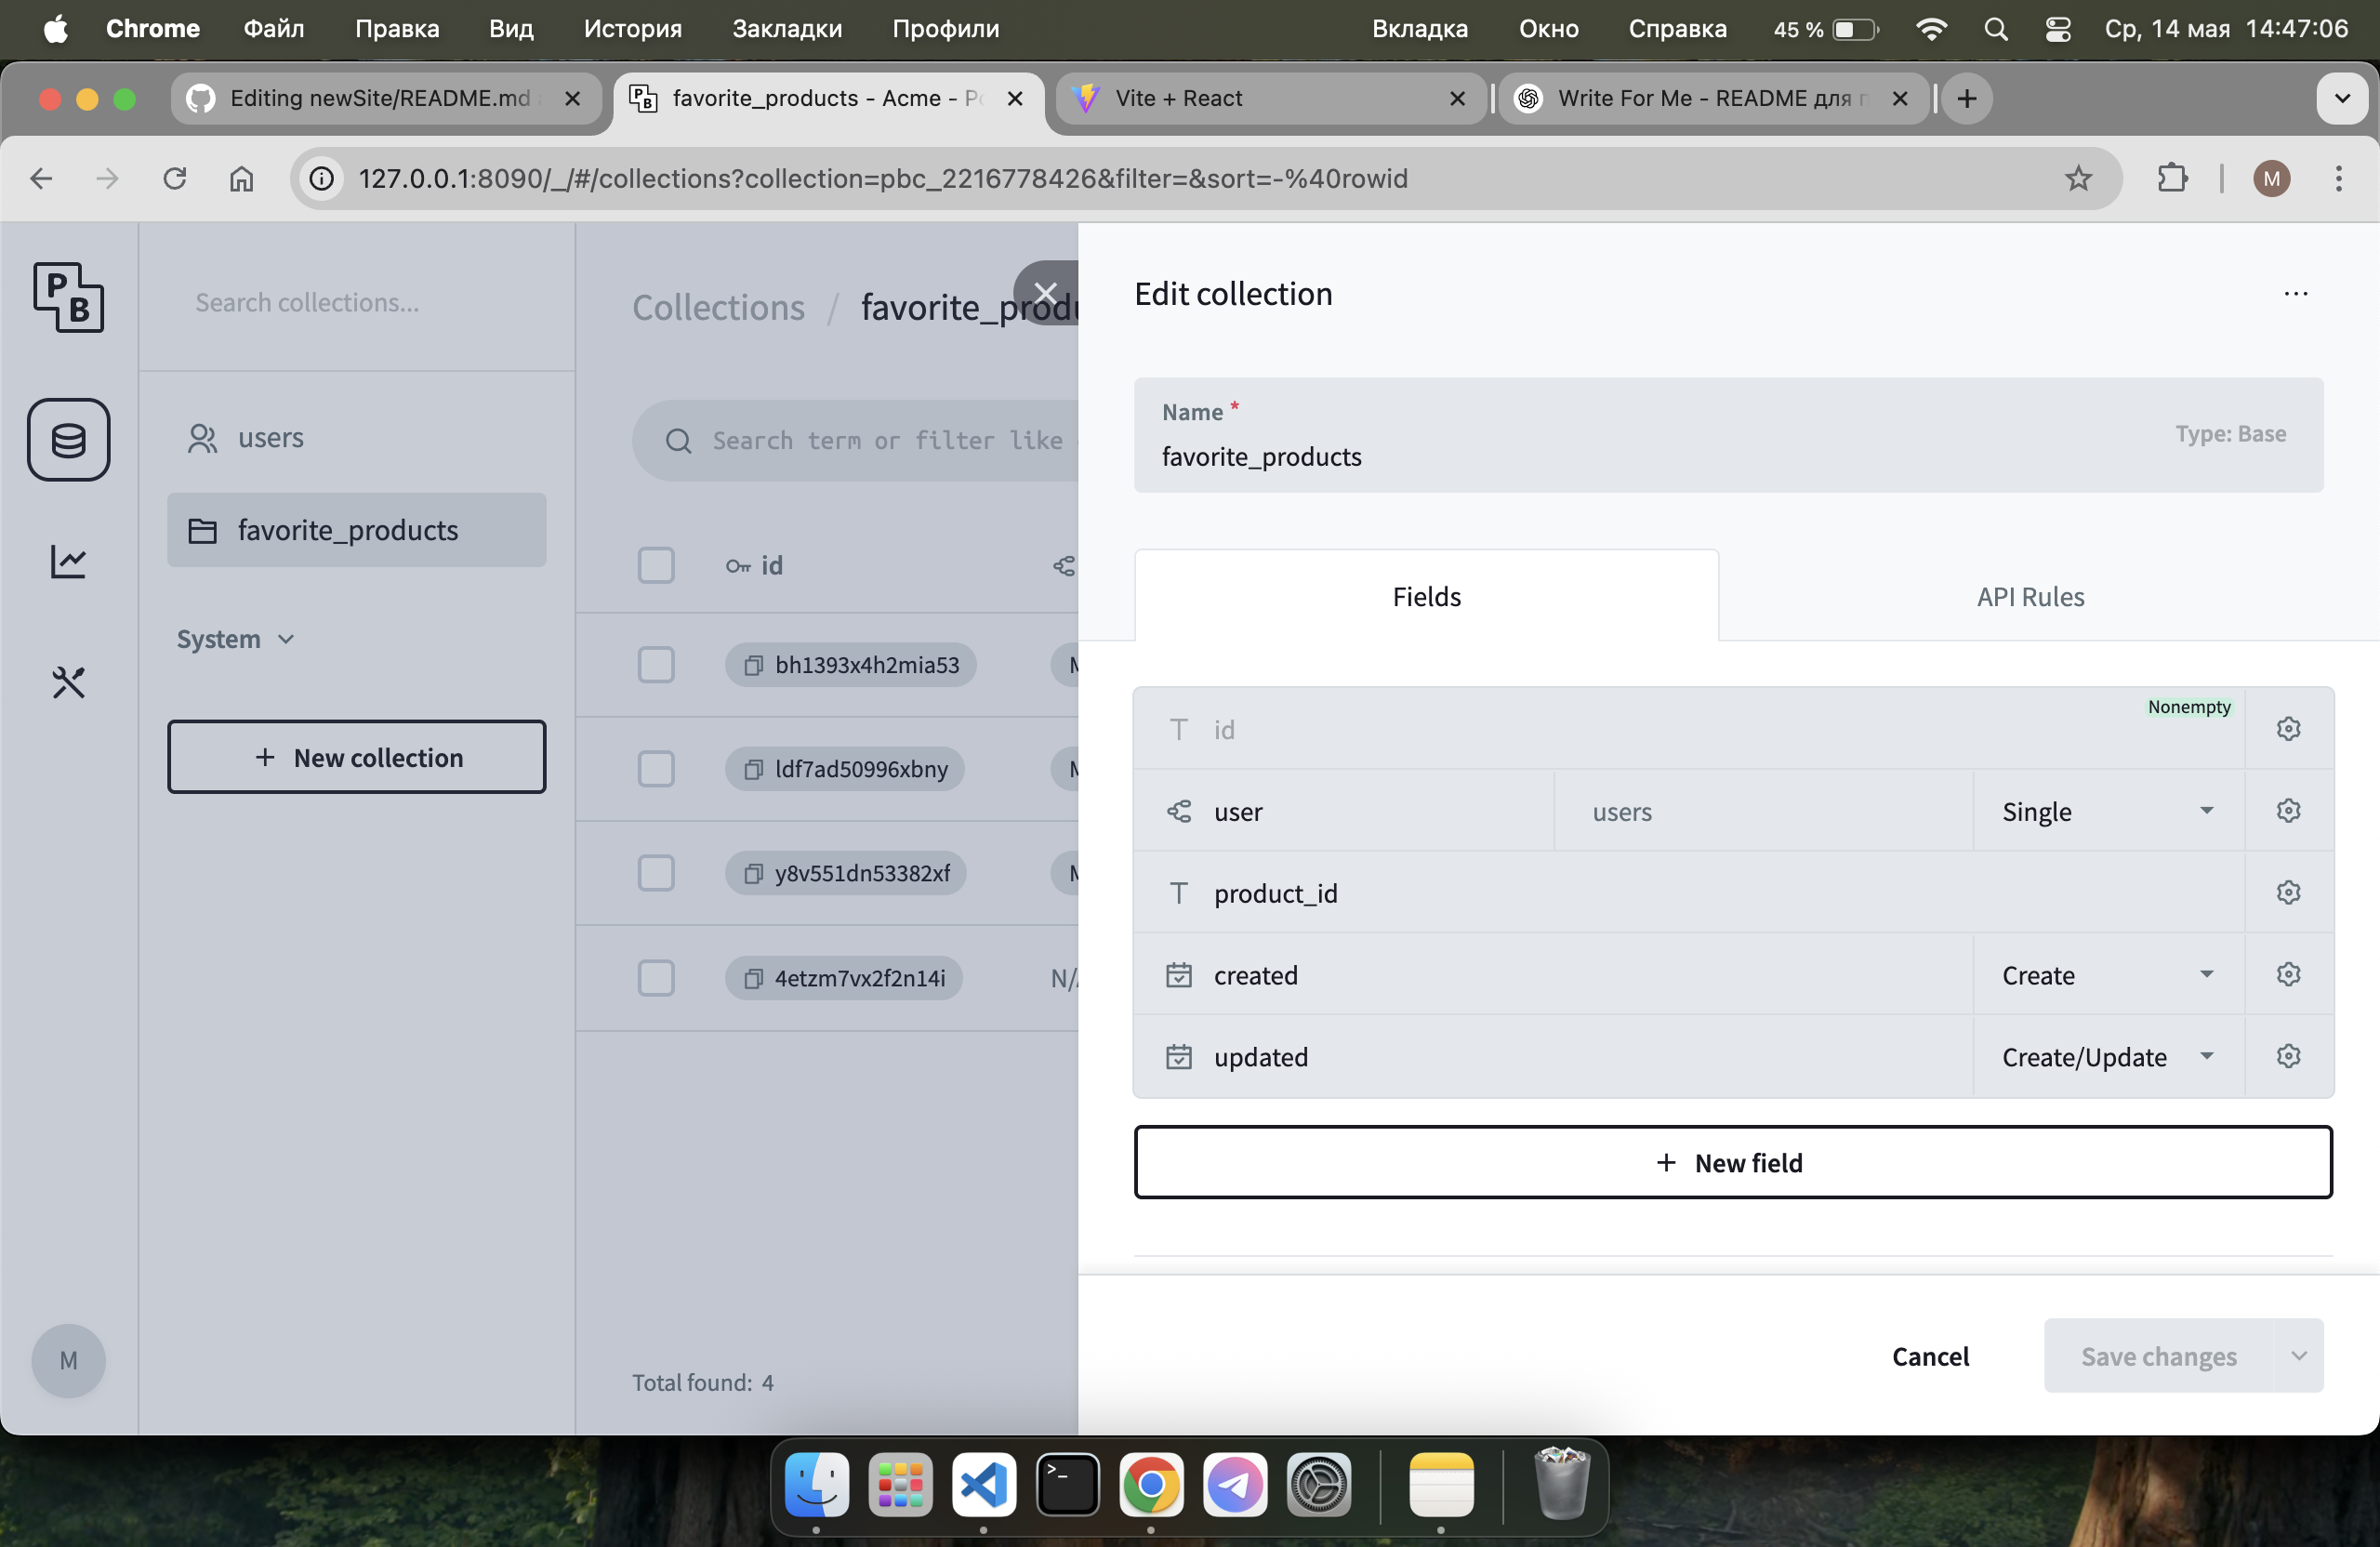 Chrome Файл Правка Вид История Закладки Профили Вкладка Окно Справка 45 % Ср, 14 мая 14:47:06
Editing newSite/README.md favorite_products - Acme - Vite + React Write For Me - README для
127.0.0.1:8090/_/#/collections?collection=pbc_2216778426&filter=&sort=-%40rowid M
P B
Search collections...
users
favorite_products
System
+ New collection
M
Collections / favorite_produ
Search term or filter like
id
bh1393x4h2mia53
ldf7ad50996xbny
y8v551dn53382xf
4etzm7vx2f2n14i N/
Total found: 4
Edit collection
Name *
favorite_products
Type: Base
Fields API Rules
Nonempty
id
user users Single
product_id
created Create
updated Create/Update
+ New field
Cancel Save changes